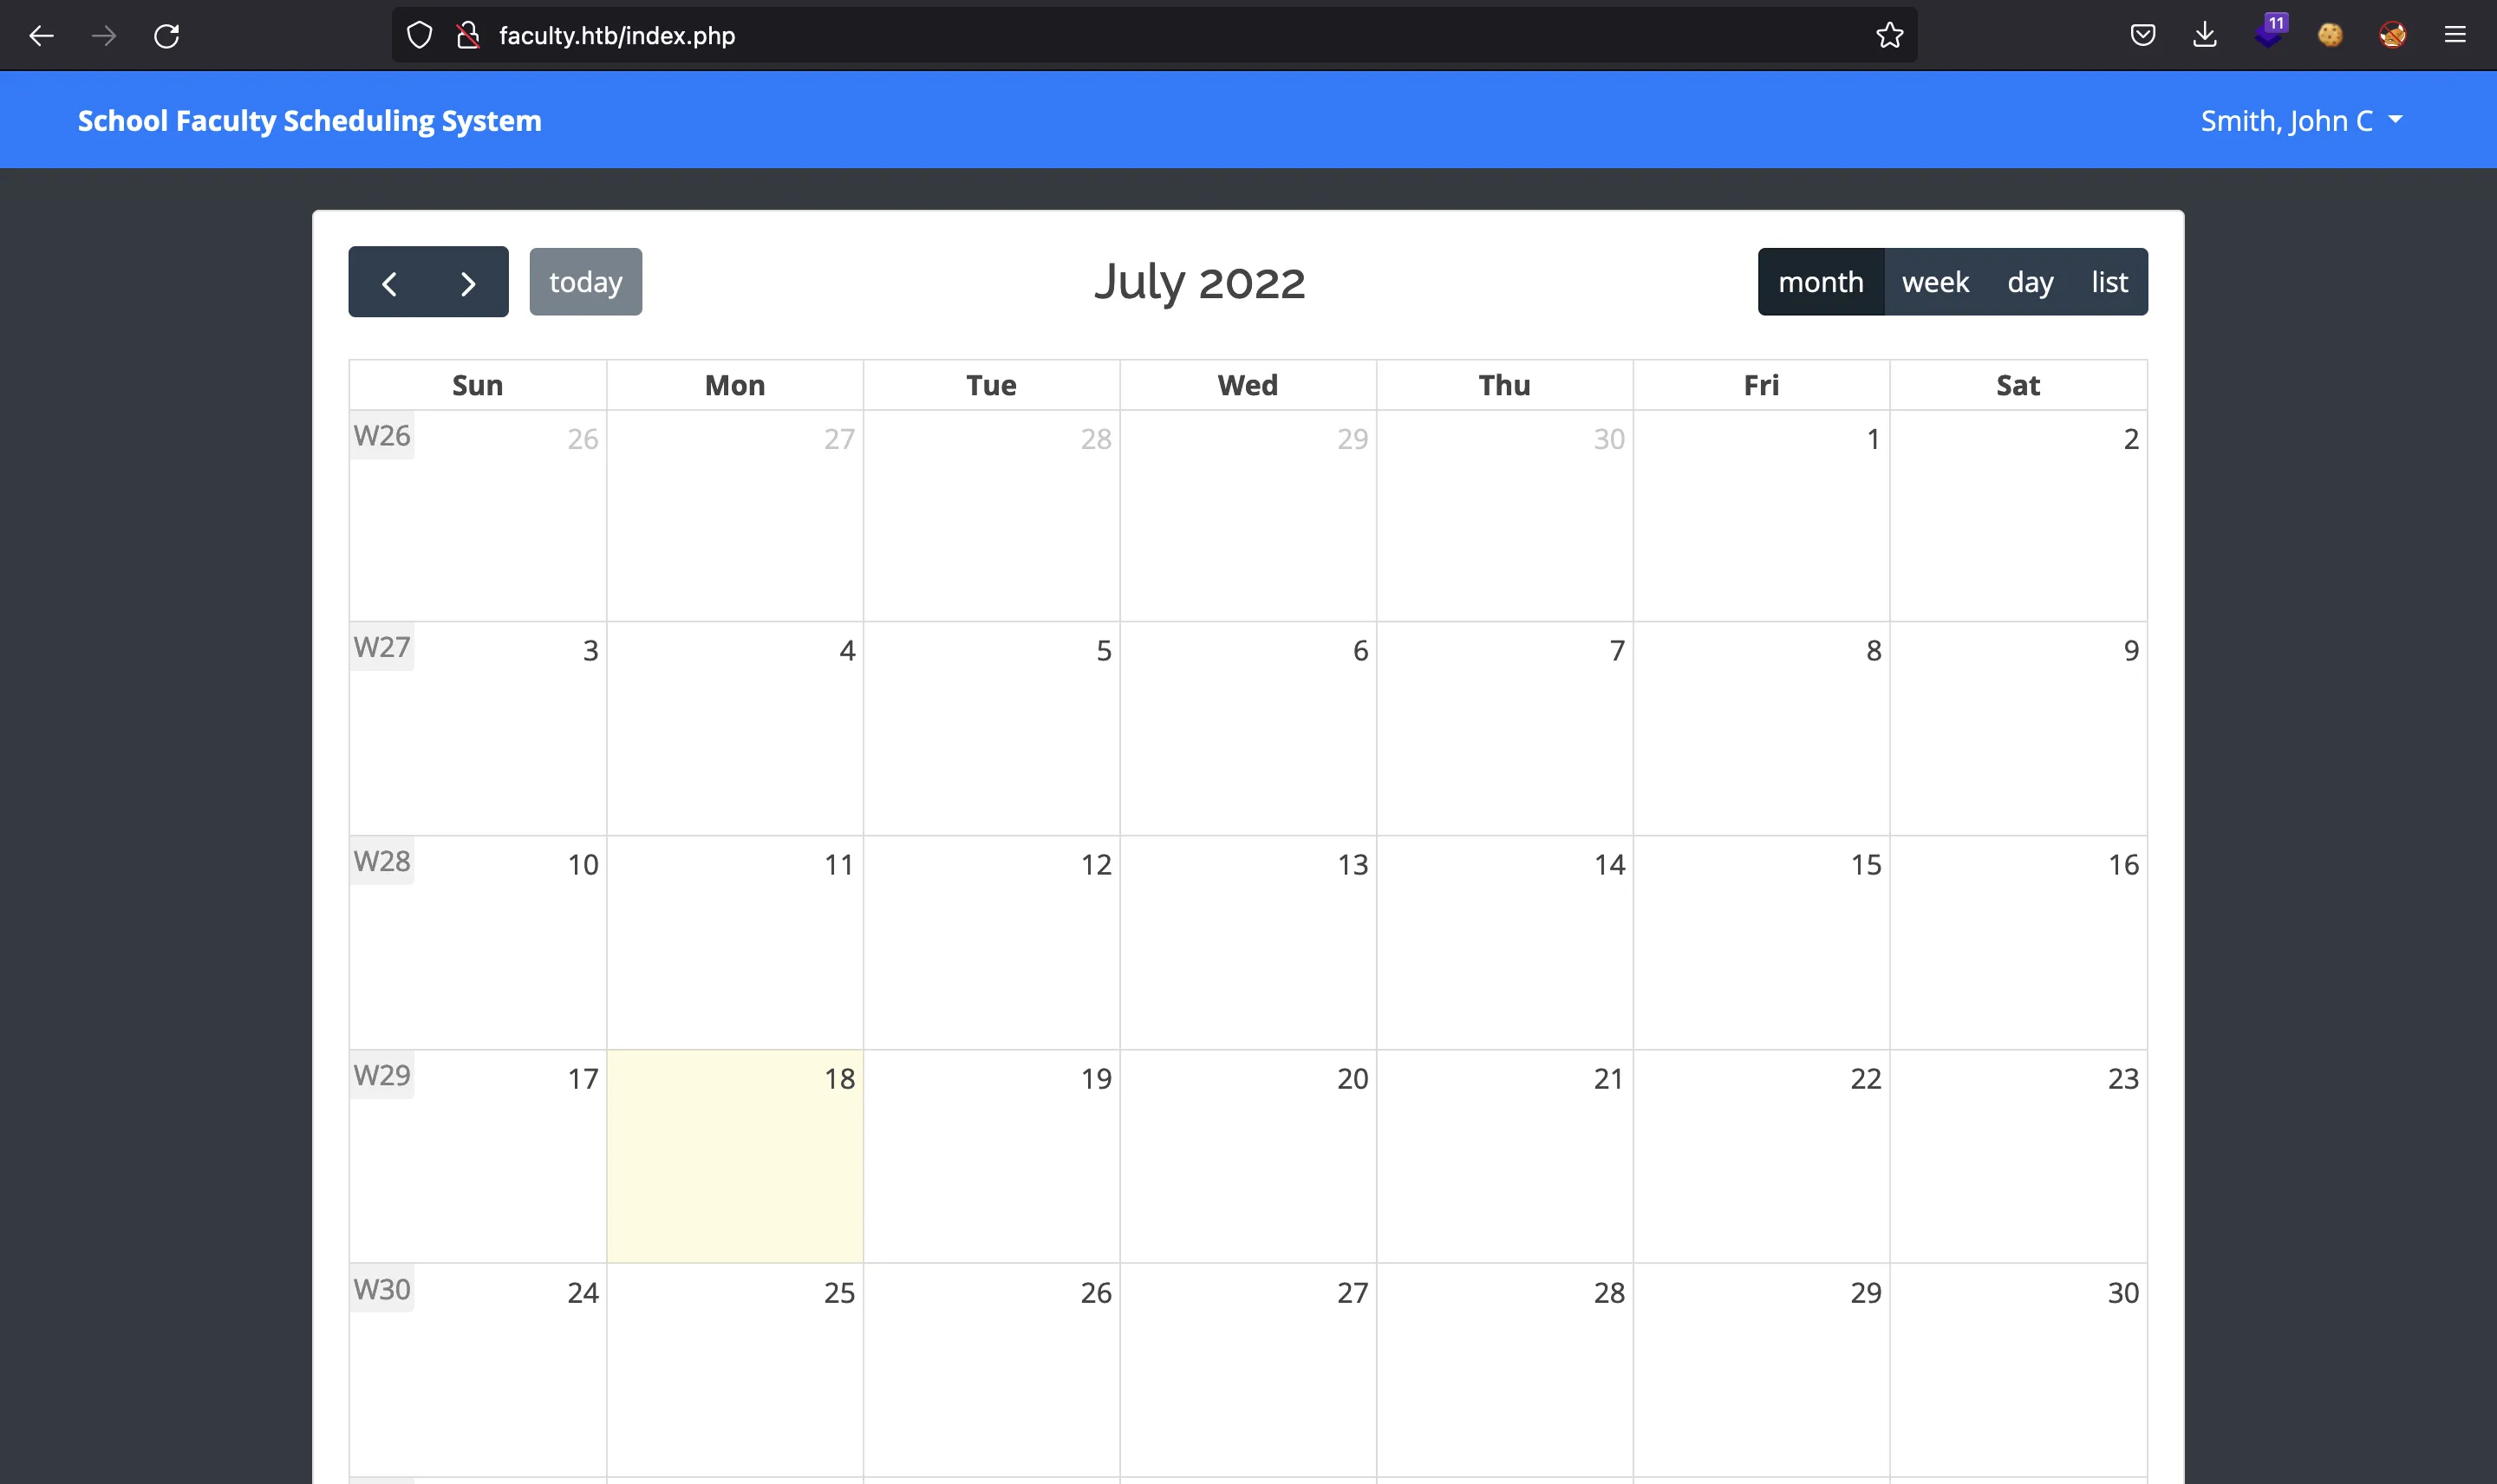 faculty.htb/index.php
11
School Faculty Scheduling System
Smith, John C
today
July 2022
month week day list
Sun Mon Tue Wed Thu Fri Sat
W26 26 27 28 29 30 1 2
W27 3 4 5 6 7 8 9
W28 10 11 12 13 14 15 16
W29 17 18 19 20 21 22 23
W30 24 25 26 27 28 29 30